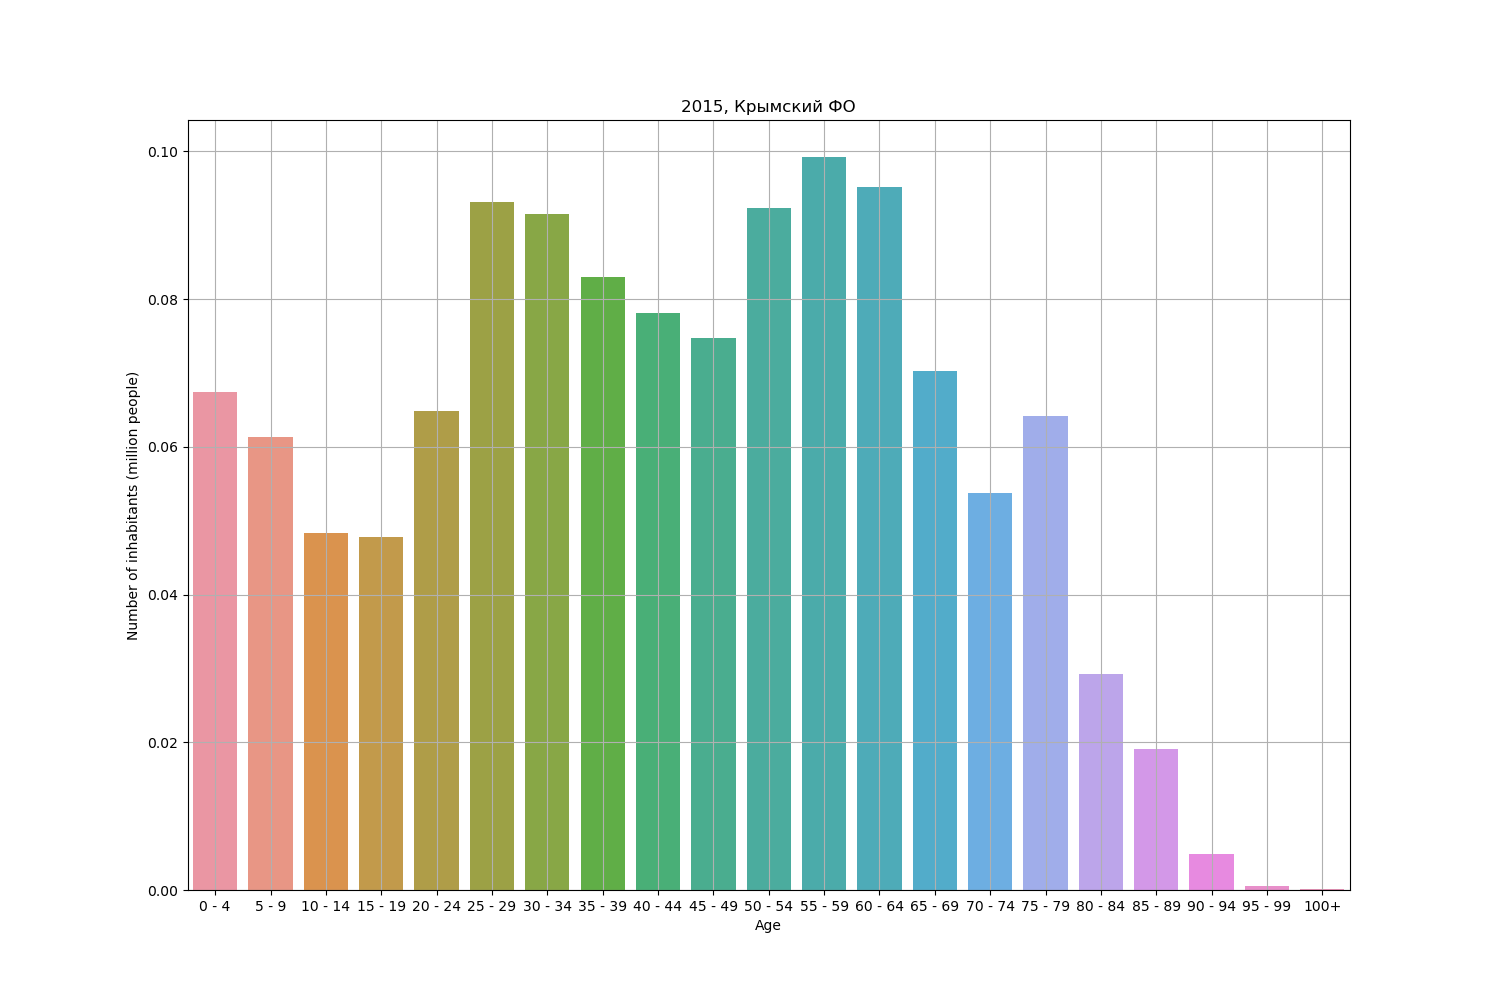 2015, Крымский ФО
Number of inhabitants (million people)
0.10
0.08
0.06
0.04
0.02
0.00
0 - 4 5 - 9 10 - 14 15 - 19 20 - 24 25 - 29 30 - 34 35 - 39 40 - 44 45 - 49 50 - 54 55 - 59 60 - 64 65 - 69 70 - 74 75 - 79 80 - 84 85 - 89 90 - 94 95 - 99 100+
Age